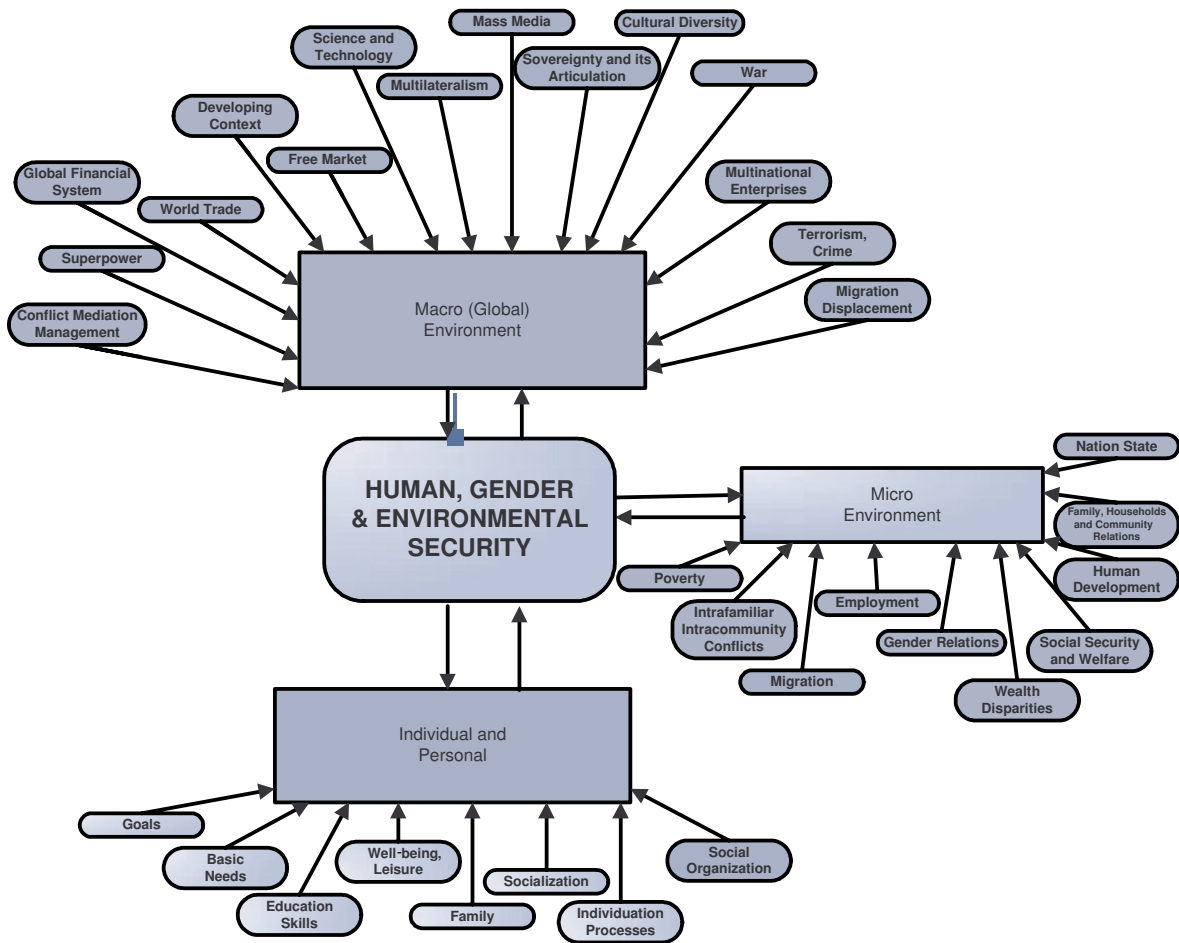 Mass Media
Cultural Diversity
Science and
Technology
Sovereignty and its
Articulation
War
Multilateralism
Developing
Context
Free Market
Multinational
Enterprises
Global Financial
System
World Trade
Terrorism,
Crime
Superpower
Migration
Displacement
Conflict Mediation
Management
Macro (Global)
Environment
HUMAN, GENDER
& ENVIRONMENTAL
SECURITY
Nation State
Micro
Environment
Family, Households
and Community
Relations
Human
Development
Poverty
Employment
Intrafamiliar
Intracommunity
Conflicts
Gender Relations
Social Security
and Welfare
Migration
Wealth
Disparities
Individual and
Personal
Goals
Basic
Needs
Well-being,
Leisure
Social
Organization
Education
Skills
Family
Socialization
Individuation
Processes